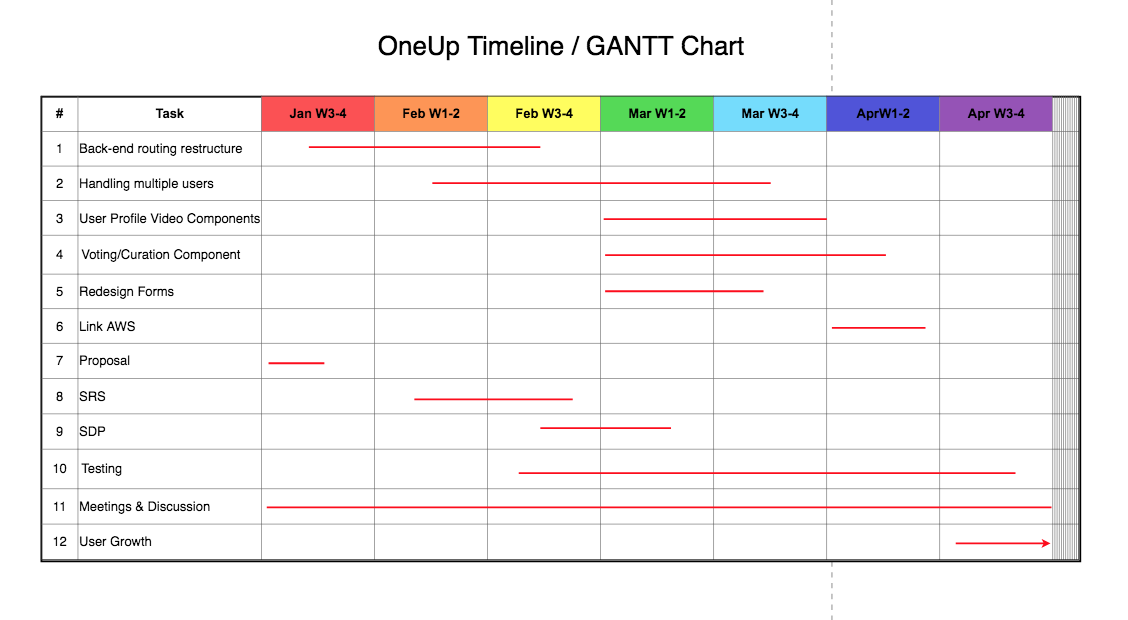 OneUp Timeline / GANTT Chart
# Task Jan W3-4 Feb W1-2 Feb W3-4 Mar W1-2 Mar W3-4 AprW1-2 Apr W3-4
1 Back-end routing restructure
2 Handling multiple users
3 User Profile Video Components
4 Voting/Curation Component
5 Redesign Forms
6 Link AWS
7 Proposal
8 SRS
9 SDP
10 Testing
11 Meetings & Discussion
12 User Growth